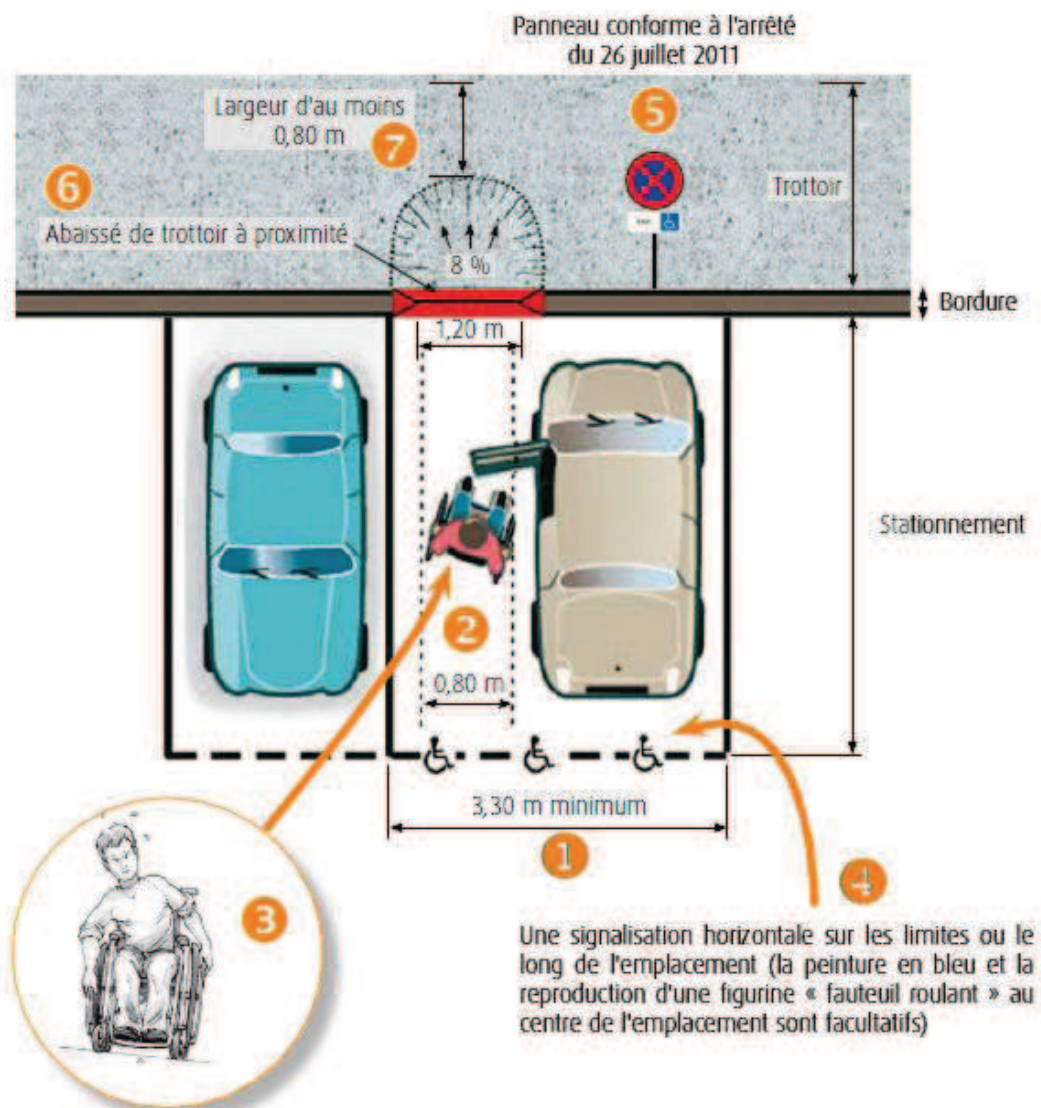 Panneau conforme à l'arrêté
du 26 juillet 2011
Largeur d'au moins
0,80 m
7
5
6
Trottoir
Abaissé de trottoir à proximité
8 %
Bordure
1,20 m
Stationnement
2
0,80 m
3,30 m minimum
1
3
4
Une signalisation horizontale sur les limites ou le
long de l'emplacement (la peinture en bleu et la
reproduction d'une figurine « fauteuil roulant » au
centre de l'emplacement sont facultatifs)